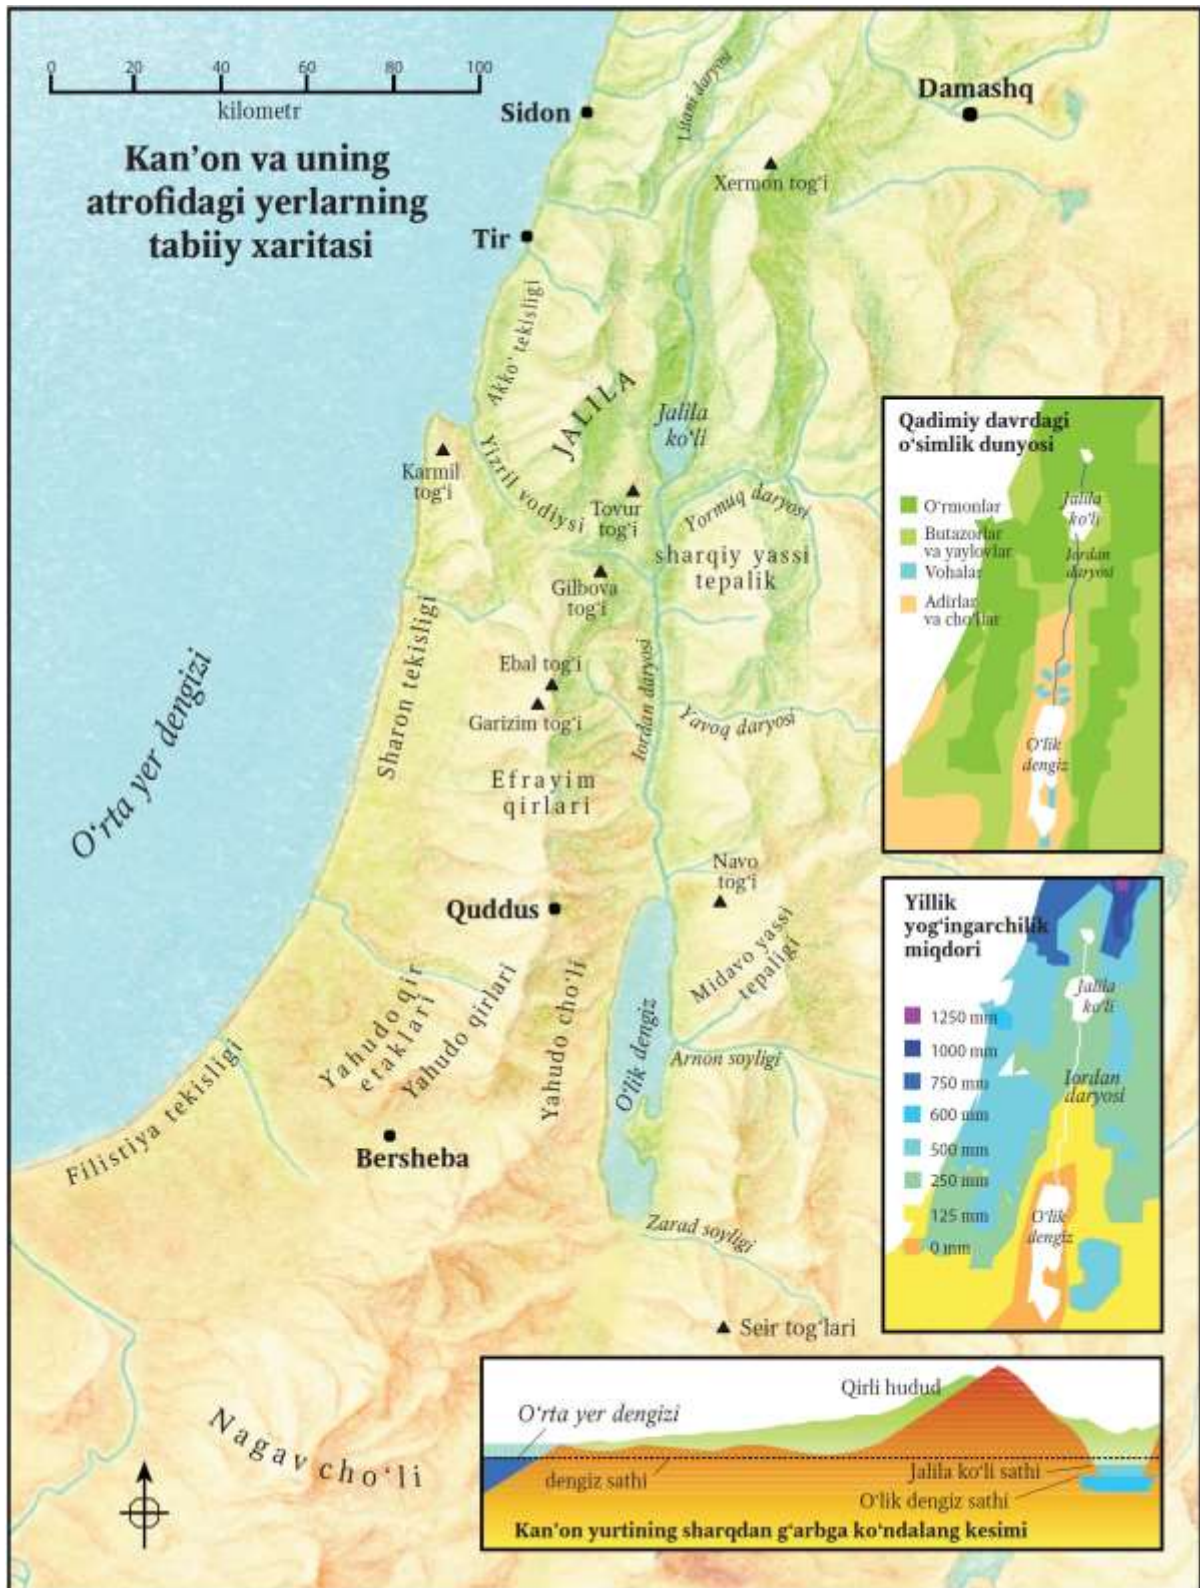 0 20 40 60 80 100
kilometr
Kan’on va uning
atrofidagi yerlarning
tabiiy xaritasi
Sidon
Litani daryosi
Damashq
Xermon tog‘i
Tir
Akko‘ tekisligi
JALILA
Jalila
ko‘li
Karmil
tog‘i
Yizril vodiysi
Tovur
tog‘i
Yormuq daryosi
sharqiy yassi
tepalik
Gilbova
tog‘i
Sharon tekisligi
Ebal tog‘i
Garizim tog‘i
Iordan daryosi
Yavoq daryosi
O‘rta yer dengizi
Efrayim
qirlari
Navo
tog‘i
Quddus
Midavo yassi
tepaligi
Yahudo qir
etaklari
Yahudo qirlari
Yahudo cho‘li
O‘lik dengiz
Arnon soyligi
Filistiya tekisligi
Bersheba
Zarad soyligi
Seir tog‘lari
Nagav cho‘li
Qadimiy davrdagi
o‘simlik dunyosi
O‘rmonlar
Butazorlar
va yaylovlar
Vohalar
Adirlar
va cho‘llar
Jalila
ko‘li
Iordan
daryosi
O‘lik
dengiz
Yillik
yog‘ingarchilik
miqdori
1250 mm
1000 mm
750 mm
600 mm
500 mm
250 mm
125 mm
0 mm
Jalila
ko‘li
Iordan
daryosi
O‘lik
dengiz
Qirli hudud
O‘rta yer dengizi
dengiz sathi
Jalila ko‘li sathi
O‘lik dengiz sathi
Kan’on yurtining sharqdan g‘arbga ko‘ndalang kesimi